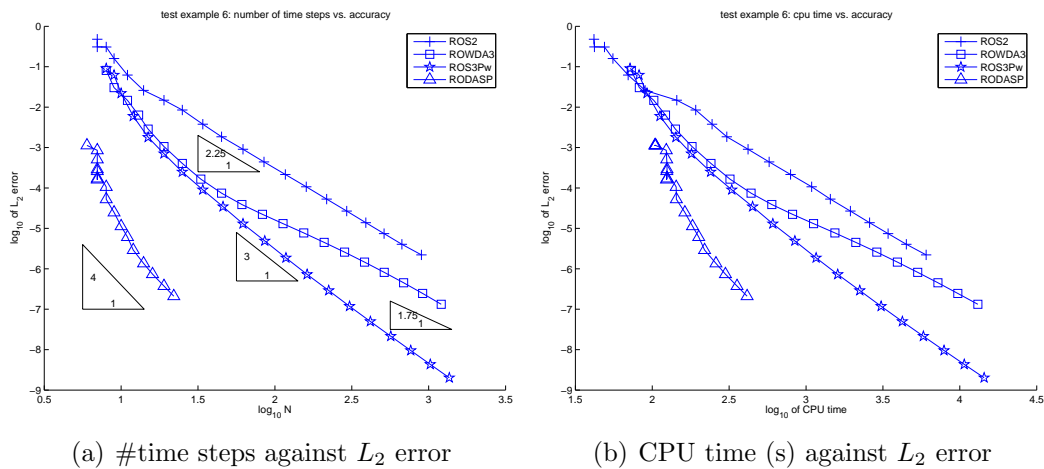 test example 6: number of time steps vs. accuracy
0
−1
−2
−3
−4
−5
−6
−7
−8
−9
log10 of L2 error
ROS2
ROWDA3
ROS3Pw
RODASP
2.25
1
3
1
4
1
1.75
1
0.5 1 1.5 2 2.5 3 3.5
log10 N
(a) #time steps against L2 error
test example 6: cpu time vs. accuracy
0
−1
−2
−3
−4
−5
−6
−7
−8
−9
log10 of L2 error
ROS2
ROWDA3
ROS3Pw
RODASP
1.5 2 2.5 3 3.5 4 4.5
log10 of CPU time
(b) CPU time (s) against L2 error